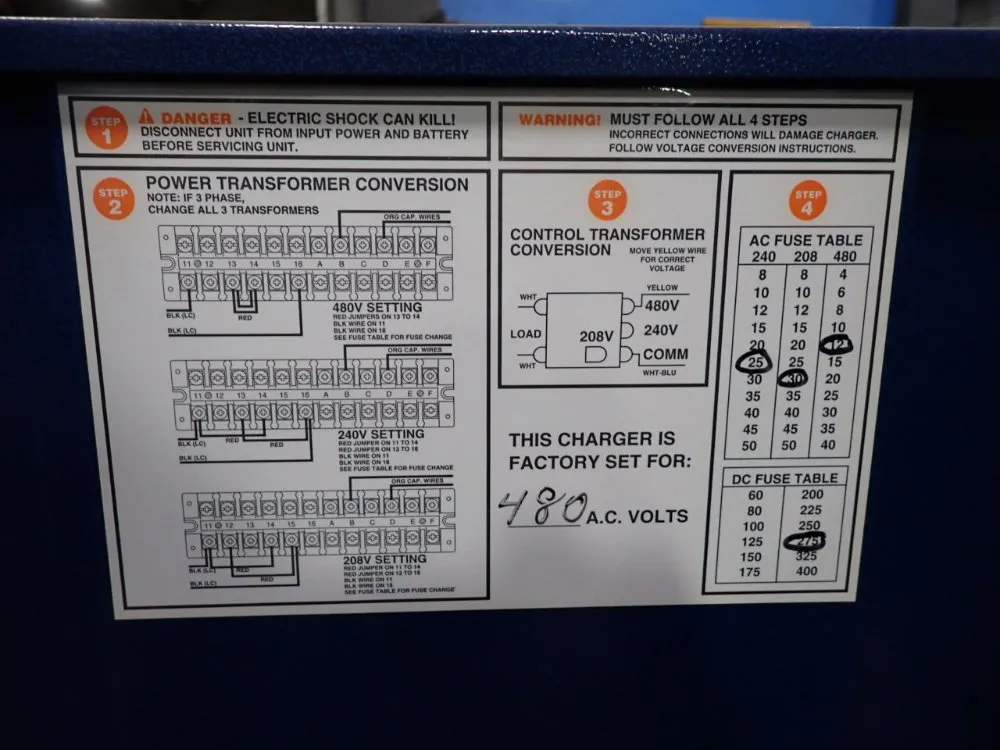 STEP 1
⚠ DANGER - ELECTRIC SHOCK CAN KILL!
DISCONNECT UNIT FROM INPUT POWER AND BATTERY
BEFORE SERVICING UNIT.
WARNING! MUST FOLLOW ALL 4 STEPS
INCORRECT CONNECTIONS WILL DAMAGE CHARGER.
FOLLOW VOLTAGE CONVERSION INSTRUCTIONS.
STEP 2
POWER TRANSFORMER CONVERSION
NOTE: IF 3 PHASE,
CHANGE ALL 3 TRANSFORMERS
ORG CAP. WIRES
11 12 13 14 15 16 A B C D E F
BLK (LC)
RED
BLK (LC)
480V SETTING
RED JUMPERS ON 13 TO 14
BLK WIRE ON 11
BLK WIRE ON 16
SEE FUSE TABLE FOR FUSE CHANGE
ORG CAP. WIRES
11 12 13 14 15 16 A B C D E F
BLK (LC)
RED
RED
BLK (LC)
240V SETTING
RED JUMPERS ON 11 TO 14
RED JUMPERS ON 13 TO 16
BLK WIRE ON 11
BLK WIRE ON 16
SEE FUSE TABLE FOR FUSE CHANGE
ORG CAP. WIRES
11 12 13 14 15 16 A B C D E F
BLK (LC)
RED
RED
BLK (LC)
208V SETTING
RED JUMPER ON 11 TO 14
RED JUMPER ON 12 TO 15
BLK WIRE ON 11
BLK WIRE ON 15
SEE FUSE TABLE FOR FUSE CHANGE
STEP 3
CONTROL TRANSFORMER
CONVERSION
MOVE YELLOW WIRE
FOR CORRECT
VOLTAGE
WHT
YELLOW
480V
LOAD
208V
240V
COMM
WHT
WHT-BLU
THIS CHARGER IS
FACTORY SET FOR:
480 A.C. VOLTS
STEP 4
AC FUSE TABLE
240 208 480
8 8 4
10 10 6
12 12 8
15 15 10
20 20 12
25 25 15
30 30 20
35 35 25
40 40 30
45 45 35
50 50 40
DC FUSE TABLE
60 200
80 225
100 250
125 275
150 325
175 400